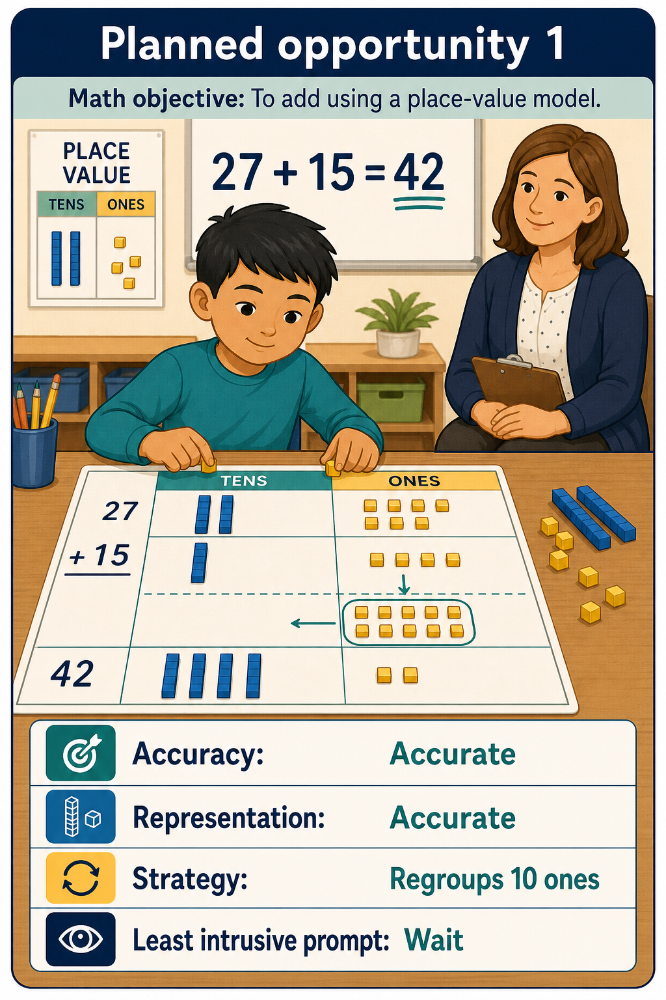 Planned opportunity 1
Math objective: To add using a place-value model.
PLACE
VALUE
TENS ONES
27 + 15 = 42
TENS ONES
27
+ 15
42
Accuracy: Accurate
Representation: Accurate
Strategy: Regroups 10 ones
Least intrusive prompt: Wait